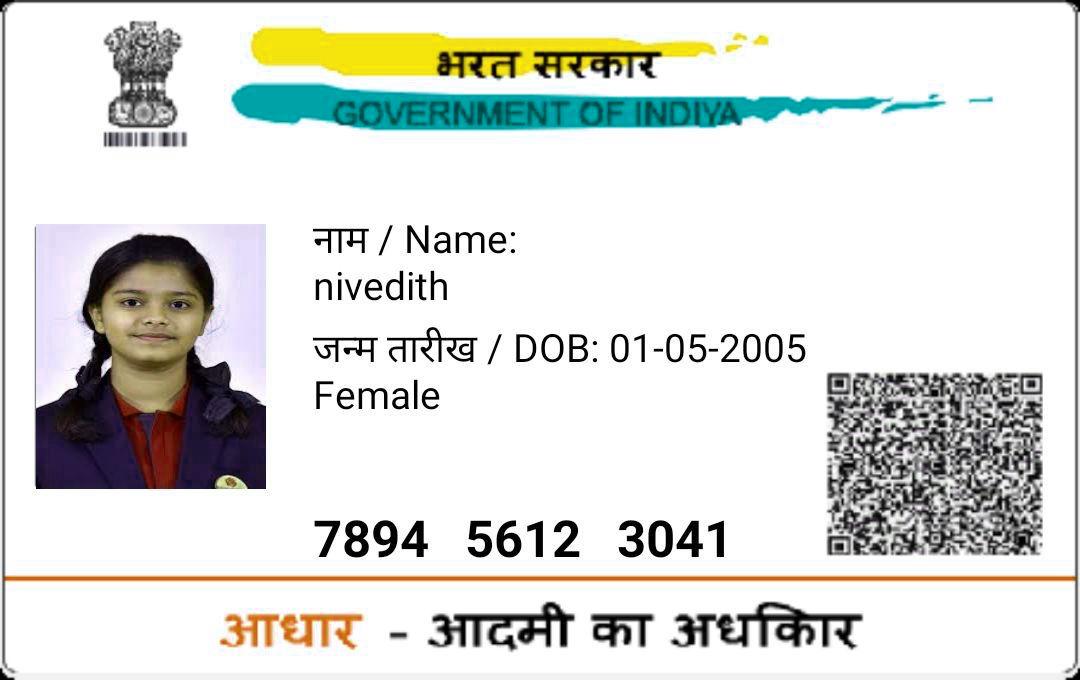 भरत सरकार
GOVERNMENT OF INDIYA
नाम / Name:
nivedith
जन्म तारीख / DOB: 01-05-2005
Female
7894 5612 3041
आधार - आदमी का अधकिार